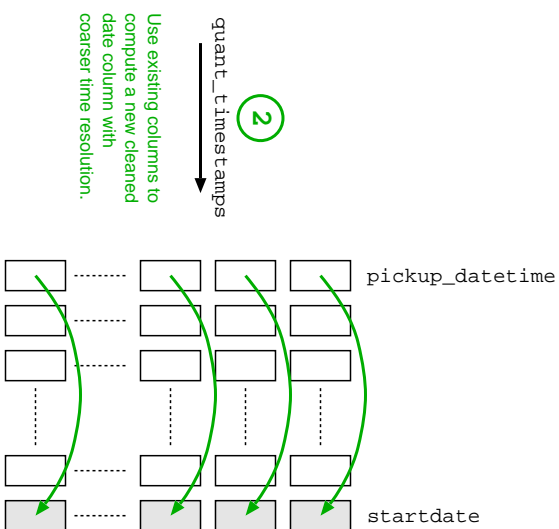 2
quant_timestamps
Use existing columns to
compute a new cleaned
date column with
coarser time resolution.
pickup_datetime
startdate